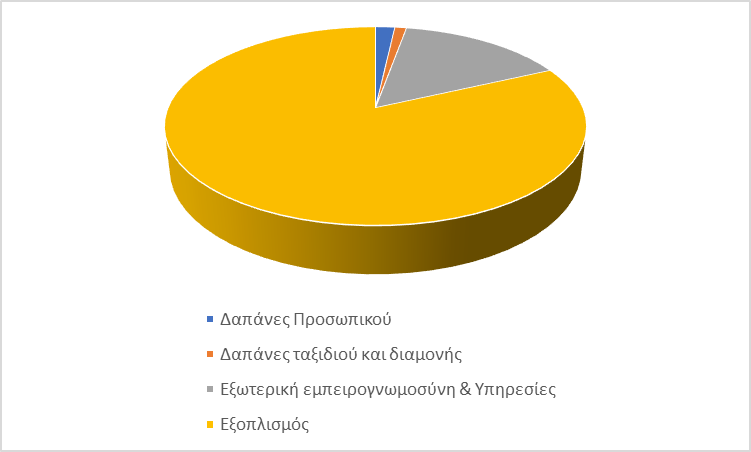 Δαπάνες Προσωπικού
Δαπάνες ταξιδιού και διαμονής
Εξωτερική εμπειρογνωμοσύνη & Υπηρεσίες
Εξοπλισμός